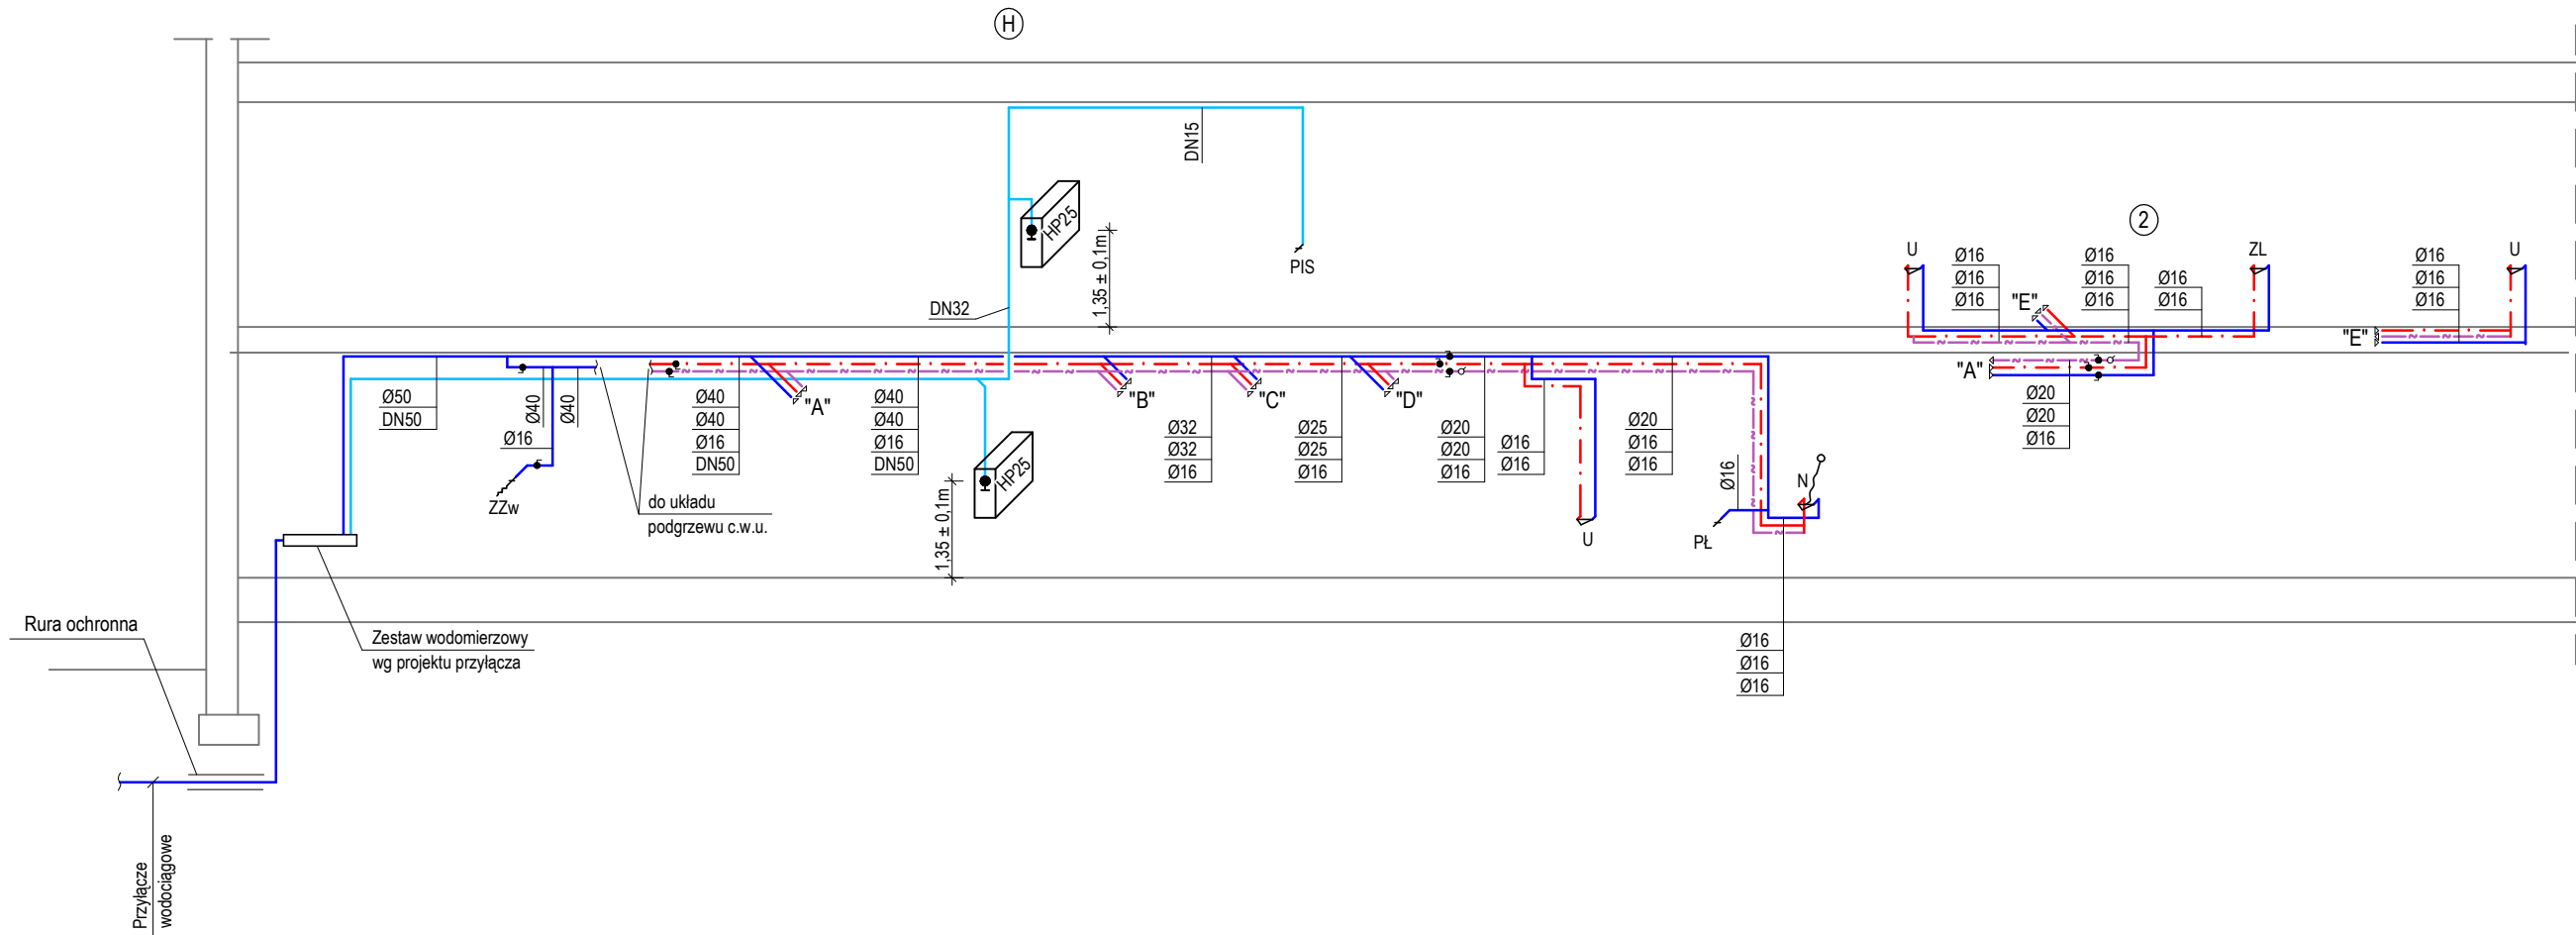 H
DN15
HP25
1,35 ± 0,1m
PIS
DN32
2
U
Ø16
Ø16
Ø16
"E"
Ø16
Ø16
Ø16
Ø16
Ø16
ZL
Ø16
Ø16
Ø16
U
"E"
"A"
Ø20
Ø20
Ø16
Ø50
DN50
Ø40
Ø40
Ø16
ZZw
do układu
podgrzewu c.w.u.
Ø40
Ø40
Ø16
DN50
"A"
Ø40
Ø40
Ø16
DN50
HP25
1,35 ± 0,1m
"B"
Ø32
Ø32
Ø16
"C"
Ø25
Ø25
Ø16
"D"
Ø20
Ø20
Ø16
Ø16
Ø16
U
Ø20
Ø16
Ø16
Ø16
PŁ
N
Ø16
Ø16
Ø16
Rura ochronna
Zestaw wodomierzowy
wg projektu przyłącza
Przyłącze
wodociągowe